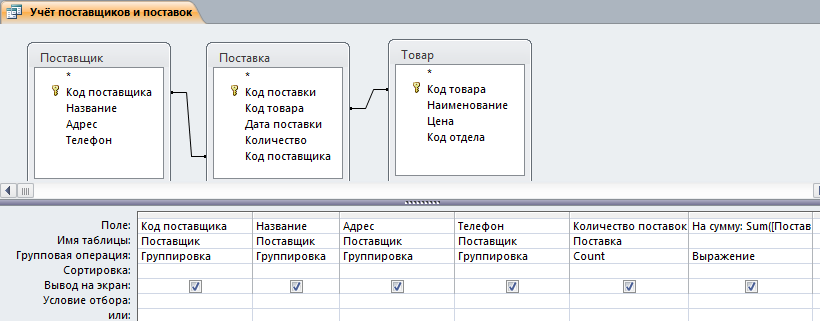 Учёт поставщиков и поставок
Поставщик
*
Код поставщика
Название
Адрес
Телефон
Поставка
*
Код поставки
Код товара
Дата поставки
Количество
Код поставщика
Товар
*
Код товара
Наименование
Цена
Код отдела
Поле: Код поставщика Название Адрес Телефон Количество поставок На сумму: Sum([Постав
Имя таблицы: Поставщик Поставщик Поставщик Поставщик Поставка
Групповая операция: Группировка Группировка Группировка Группировка Count Выражение
Сортировка:
Вывод на экран:
Условие отбора:
или: